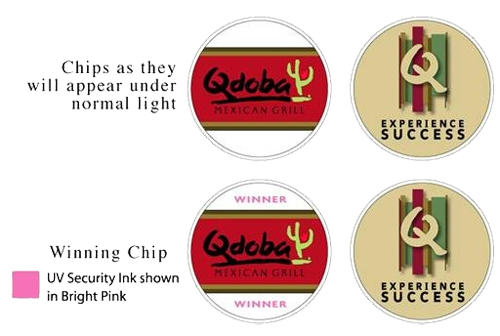 Chips as they
will appear under
normal light
Qdoba
MEXICAN GRILL
Q
EXPERIENCE
SUCCESS
Winning Chip
UV Security Ink shown
in Bright Pink
WINNER
Qdoba
MEXICAN GRILL
WINNER
Q
EXPERIENCE
SUCCESS